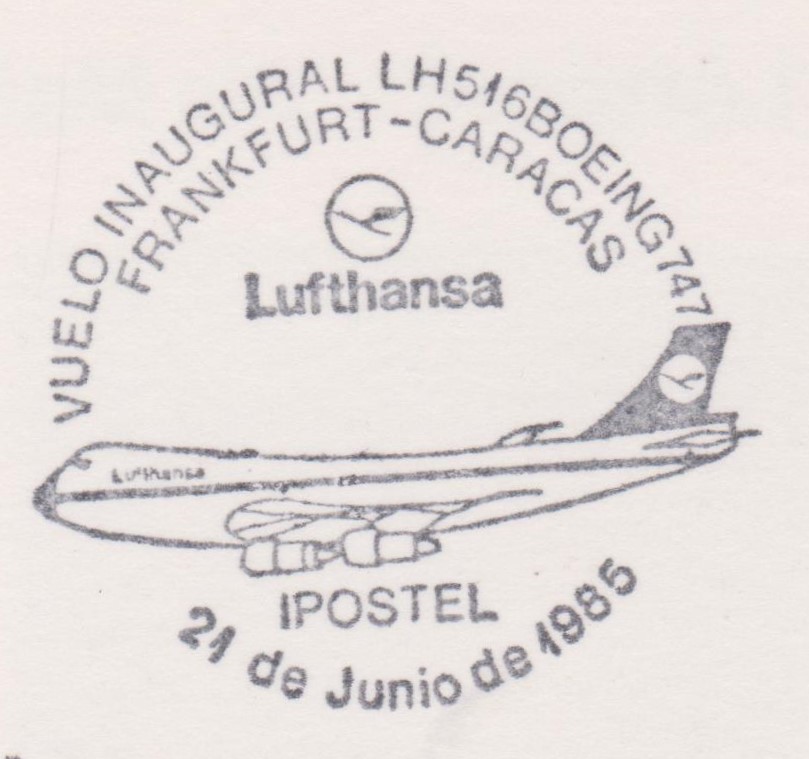 VUELO INAUGURAL LH516BOEING747
FRANKFURT-CARACAS
Lufthansa
Lufthansa
IPOSTEL
21 de Junio de 1985